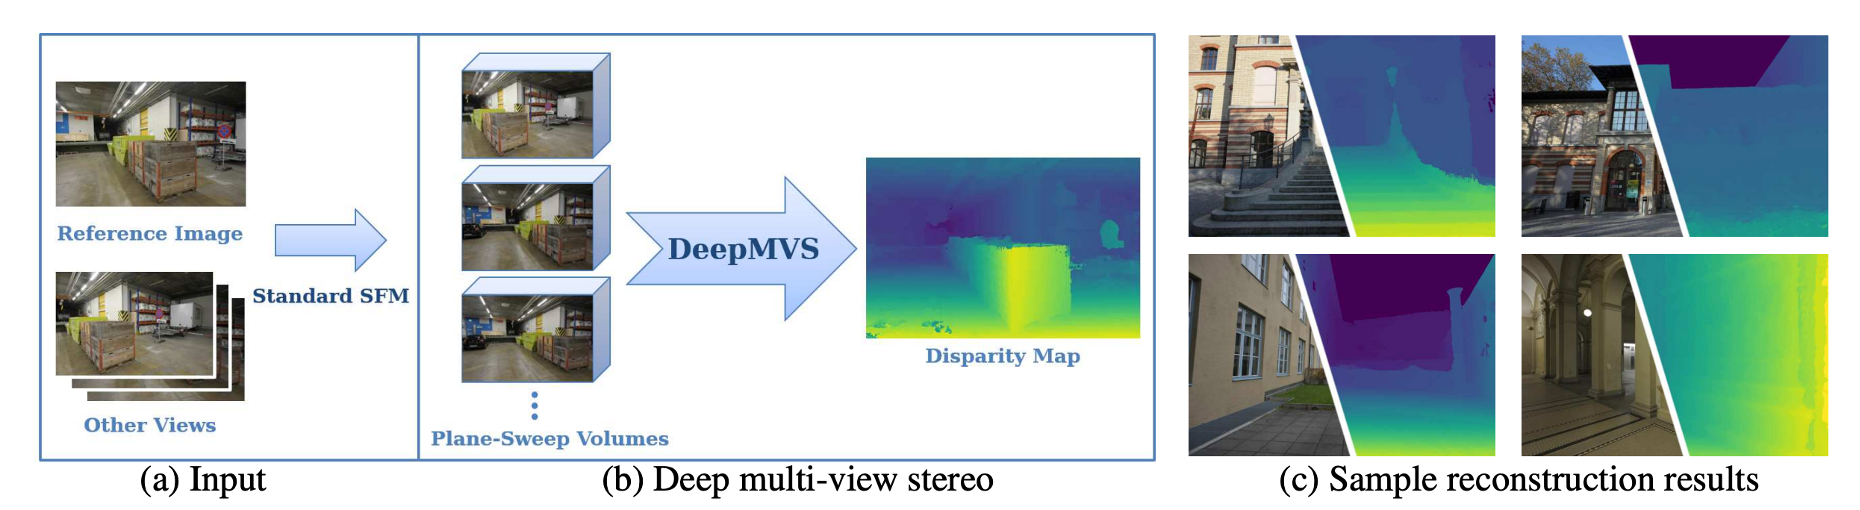 Reference Image
Standard SFM
Other Views
Plane-Sweep Volumes
DeepMVS
Disparity Map
(a) Input
(b) Deep multi-view stereo
(c) Sample reconstruction results